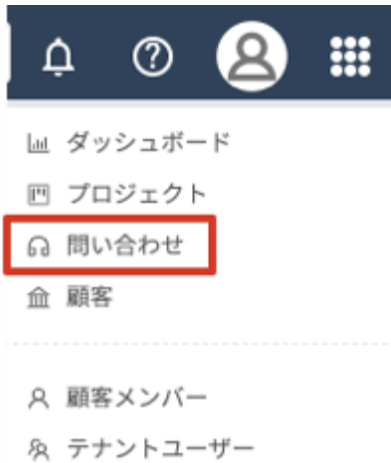 ダッシュボード
プロジェクト
問い合わせ
顧客
顧客メンバー
テナントユーザー